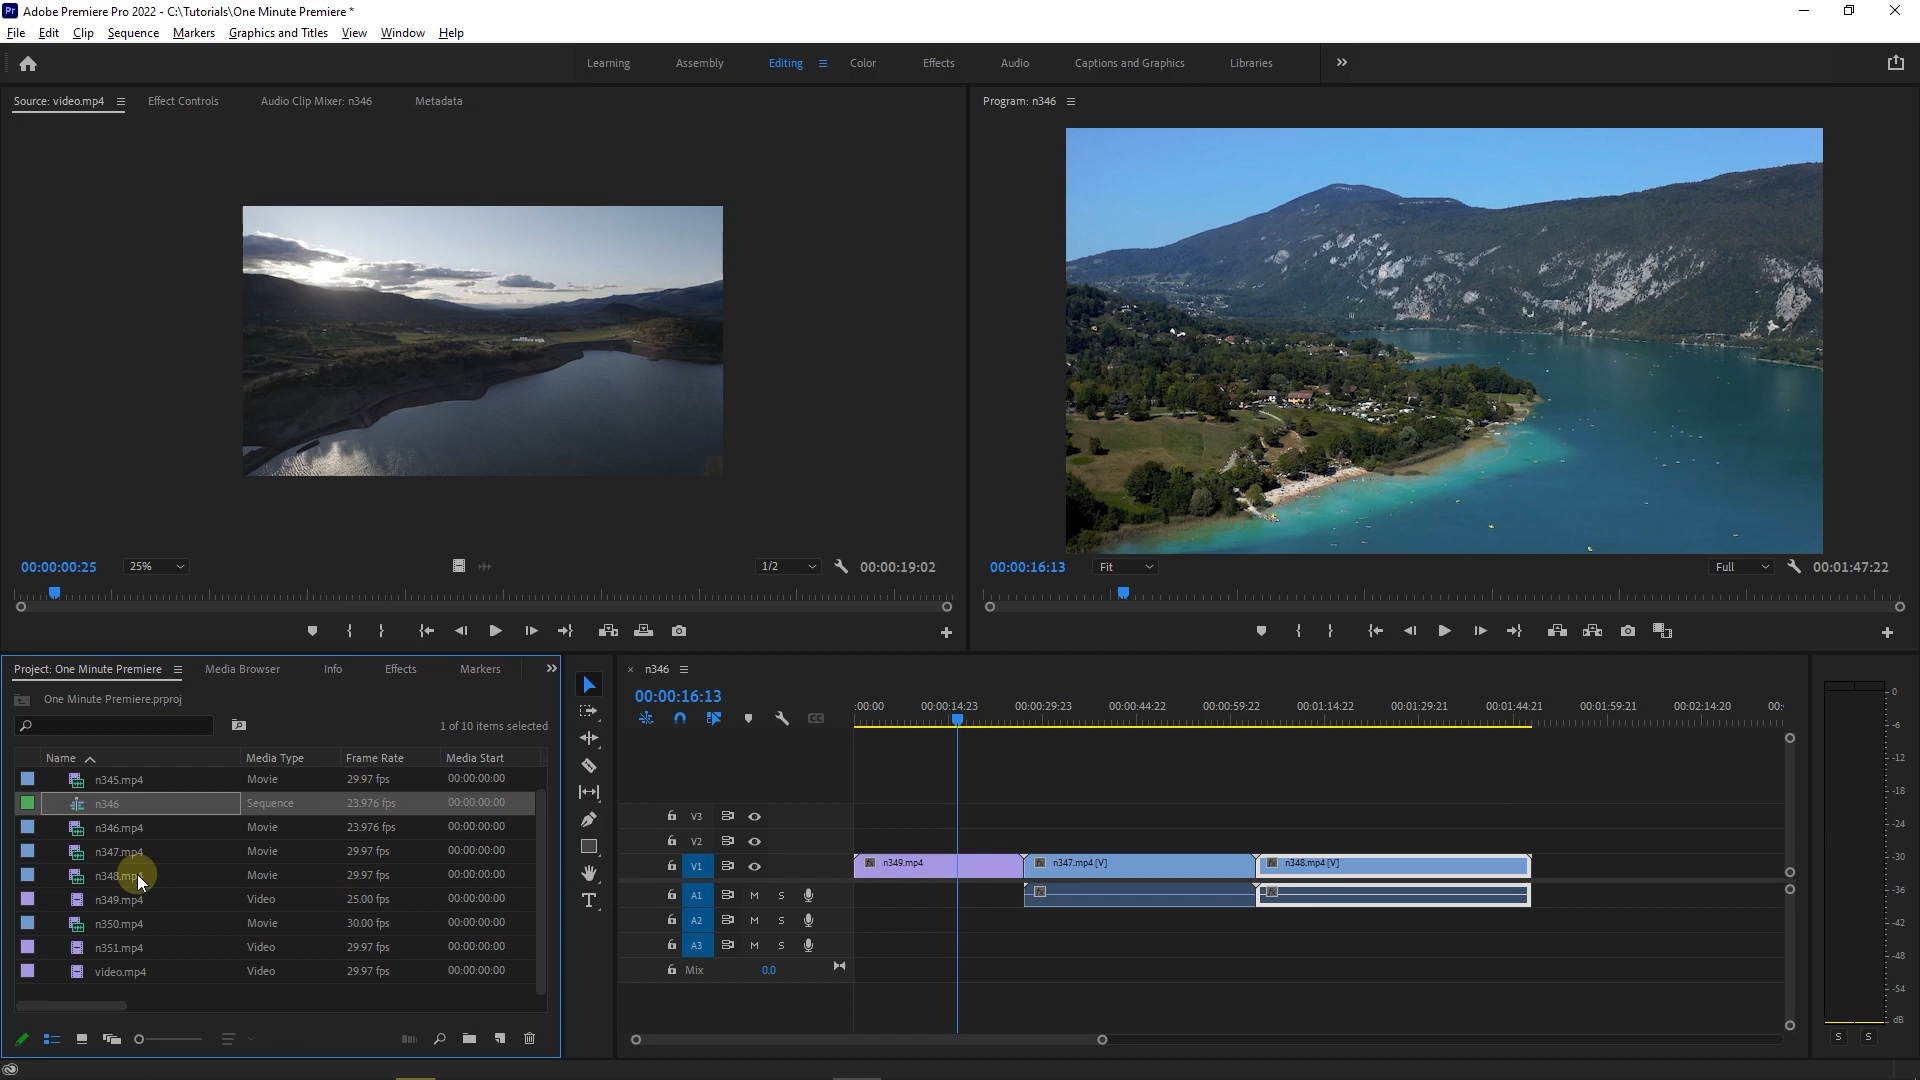 Pr Adobe Premiere Pro 2022 - C:\Tutorials\One Minute Premiere *
File Edit Clip Sequence Markers Graphics and Titles View Window Help
Learning Assembly Editing Color Effects Audio Captions and Graphics Libraries
Source: video.mp4 Effect Controls Audio Clip Mixer: n346 Metadata
Program: n346
00:00:00:25 25% 1/2 00:00:19:02
00:00:16:13 Fit Full 00:01:47:22
Project: One Minute Premiere Media Browser Info Effects Markers
One Minute Premiere.prproj
1 of 10 items selected
Name Media Type Frame Rate Media Start
n345.mp4 Movie 29.97 fps 00:00:00:00
n346 Sequence 23.976 fps 00:00:00:00
n346.mp4 Movie 23.976 fps 00:00:00:00
n347.mp4 Movie 29.97 fps 00:00:00:00
n348.mp4 Movie 29.97 fps 00:00:00:00
n349.mp4 Video 25.00 fps 00:00:00:00
n350.mp4 Movie 30.00 fps 00:00:00:00
n351.mp4 Video 29.97 fps 00:00:00:00
video.mp4 Video 29.97 fps 00:00:00:00
× n346
00:00:16:13
:00:00 00:00:14:23 00:00:29:23 00:00:44:22 00:00:59:22 00:01:14:22 00:01:29:21 00:01:44:21 00:01:59:21 00:02:14:20 00:
V3
V2
V1 fx n349.mp4 fx n347.mp4 [V] fx n348.mp4 [V]
A1 M S fx fx
A2 M S
A3 M S
Mix 0.0
0
-6
-12
-18
-24
-30
-36
-42
-48
-54
dB
S S